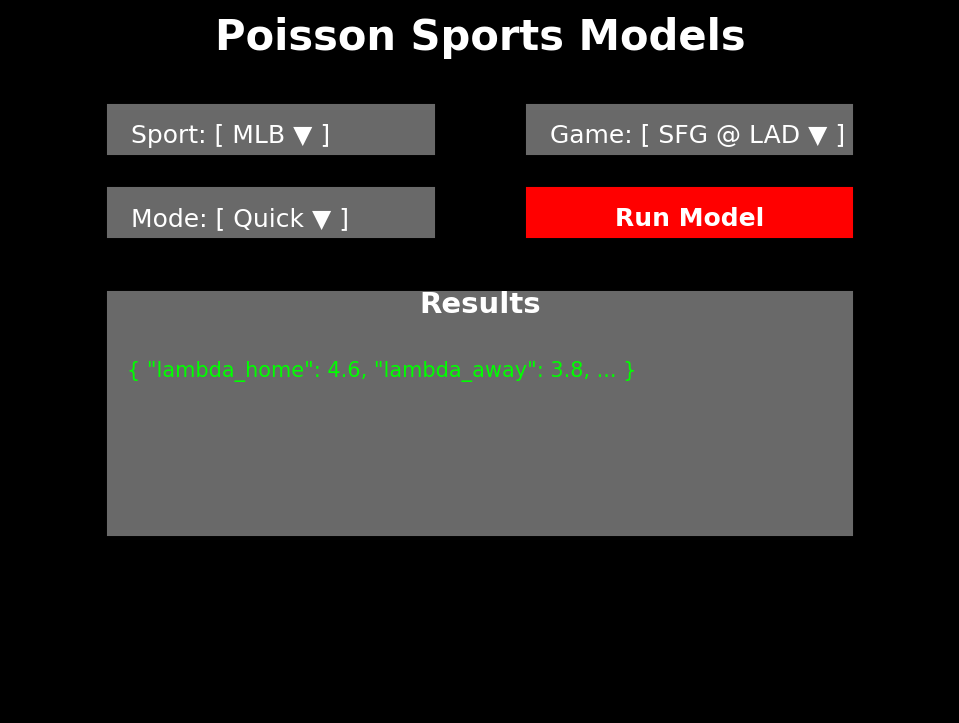 Poisson Sports Models
Sport: [ MLB ▼ ]
Game: [ SFG @ LAD ▼ ]
Mode: [ Quick ▼ ]
Run Model
Results
{ "lambda_home": 4.6, "lambda_away": 3.8, ... }